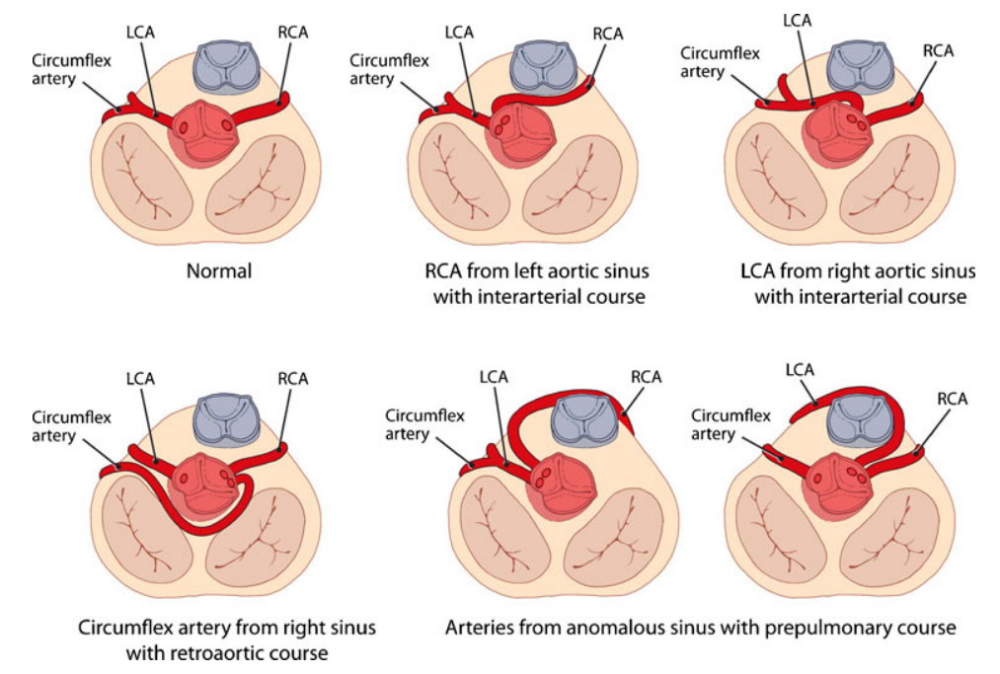 LCA
RCA
Circumflex
artery
Normal
LCA
RCA
Circumflex
artery
RCA from left aortic sinus
with interarterial course
LCA
RCA
Circumflex
artery
LCA from right aortic sinus
with interarterial course
LCA
RCA
Circumflex
artery
Circumflex artery from right sinus
with retroaortic course
LCA
RCA
Circumflex
artery
LCA
RCA
Circumflex
artery
Arteries from anomalous sinus with prepulmonary course